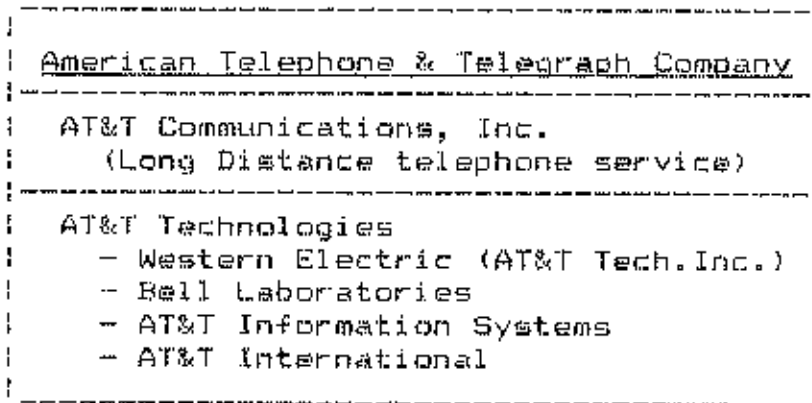 American Telephone & Telegraph Company
AT&T Communications, Inc.
(Long Distance telephone service)
AT&T Technologies
- Western Electric (AT&T Tech.Inc.)
- Bell Laboratories
- AT&T Information Systems
- AT&T International